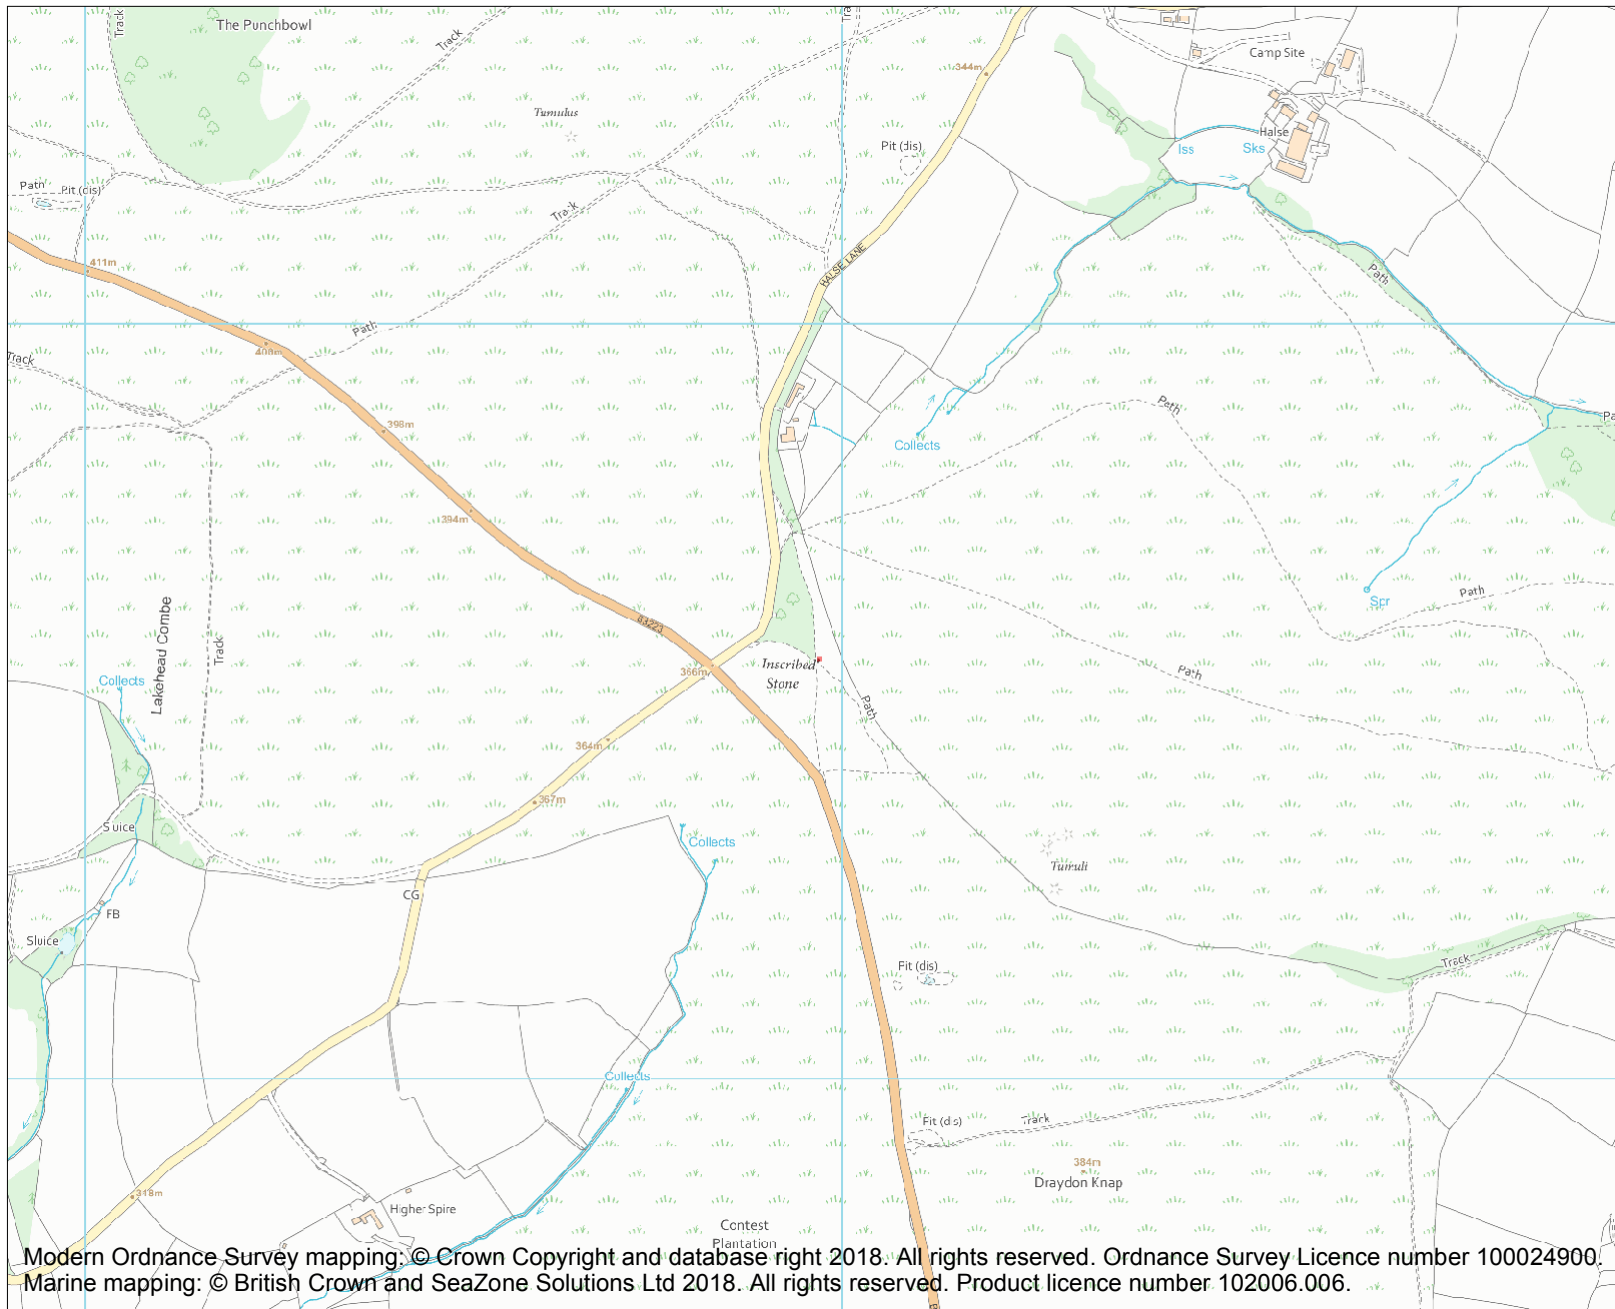 The Punchbowl
Track
Track
Tra
344m
Camp Site
Tumulus
Halse
Pit (dis)
Iss
Sks
Path
Pit (dis)
Track
411m
HALSE LANE
Path
Path
408m
Track
398m
Path
Pa
Collects
394m
Lakehead Combe
Spr
Path
B3223
Track
Inscribed
Stone
366m
Path
Collects
Path
364m
367m
Sluice
Collects
Tumuli
CG
FB
Sluice
Pit (dis)
Track
Collects
Pit (dis)
Track
384m
Draydon Knap
318m
Higher Spire
Contest
Plantation
Modern Ordnance Survey mapping: © Crown Copyright and database right 2018. All rights reserved. Ordnance Survey Licence number 100024900.
Marine mapping: © British Crown and SeaZone Solutions Ltd 2018. All rights reserved. Product licence number 102006.006.